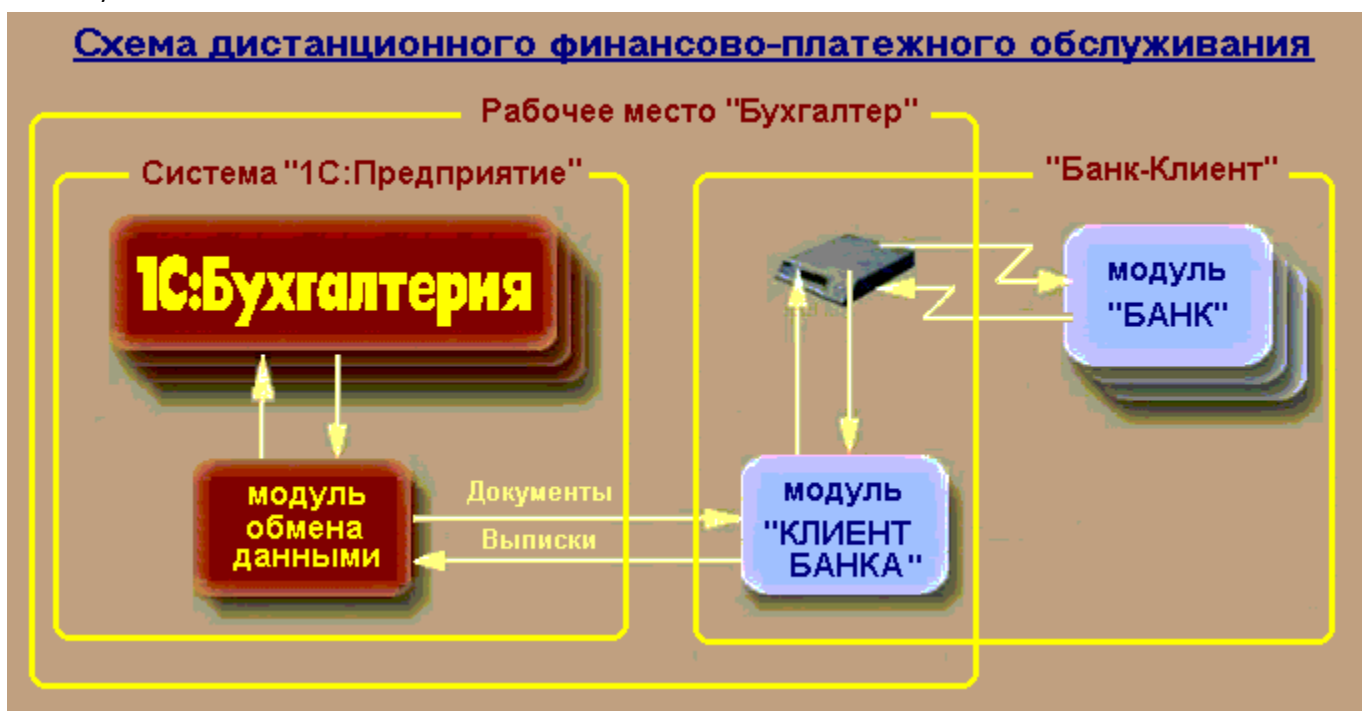 Схема дистанционного финансово-платежного обслуживания
Рабочее место "Бухгалтер"
Система "1С:Предприятие"
"Банк-Клиент"
1С:Бухгалтерия
модуль
"БАНК"
модуль
обмена
данными
Документы
Выписки
модуль
"КЛИЕНТ
БАНКА"